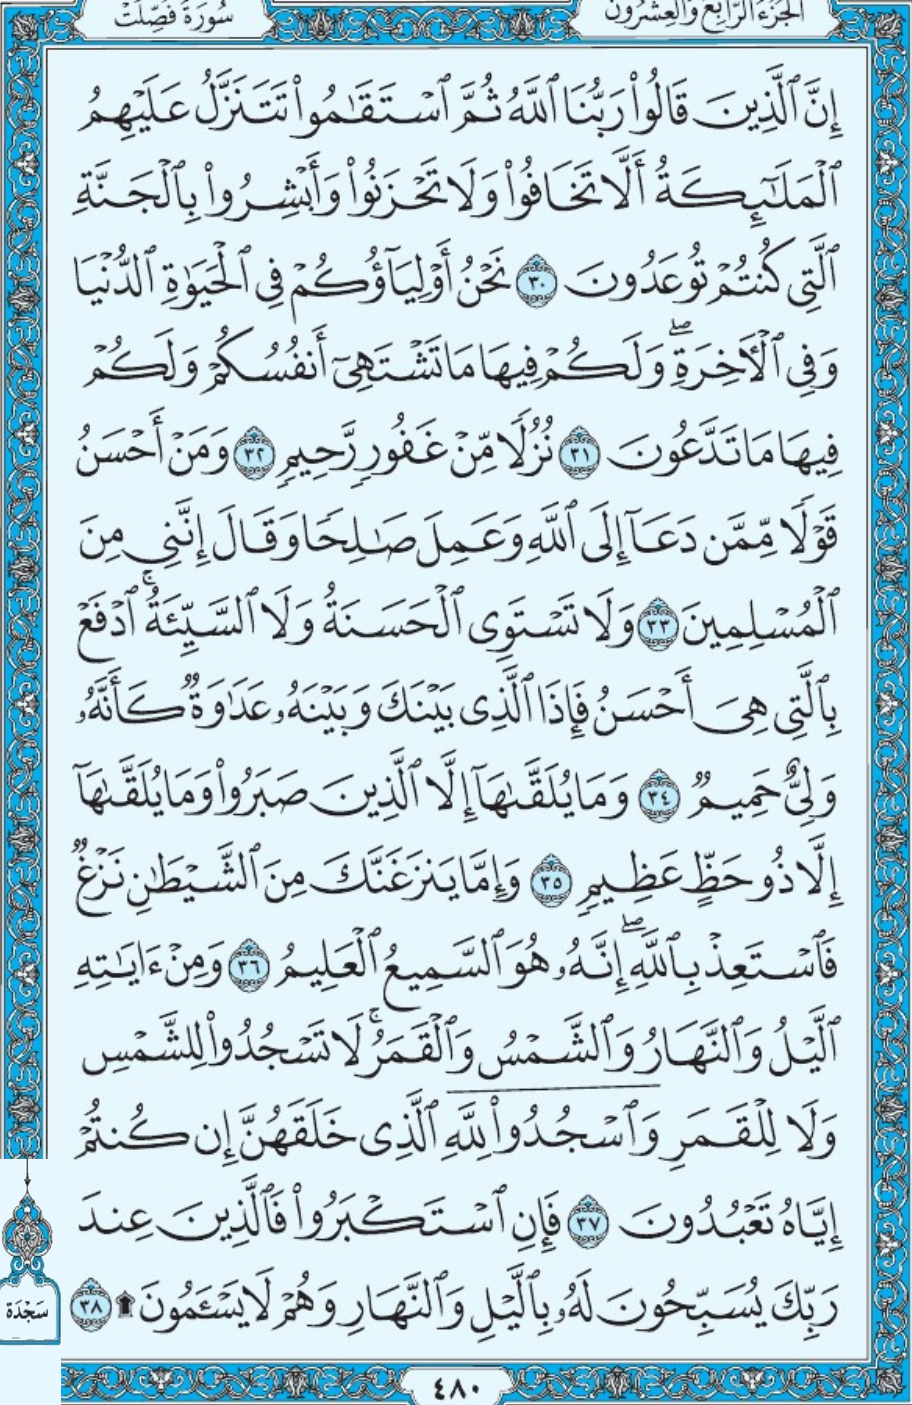 الجزء الرابع والعشرون
سورة فصلت
إِنَّ ٱلَّذِينَ قَالُوا۟ رَبُّنَا ٱللَّهُ ثُمَّ ٱسْتَقَـٰمُوا۟ تَتَنَزَّلُ عَلَيْهِمُ
ٱلْمَلَـٰٓئِكَةُ أَلَّا تَخَافُوا۟ وَلَا تَحْزَنُوا۟ وَأَبْشِرُوا۟ بِٱلْجَنَّةِ
ٱلَّتِى كُنتُمْ تُوعَدُونَ ٣٠ نَحْنُ أَوْلِيَآؤُكُمْ فِى ٱلْحَيَوٰةِ ٱلدُّنْيَا
وَفِى ٱلْـَٔاخِرَةِ ۖ وَلَكُمْ فِيهَا مَا تَشْتَهِىٓ أَنفُسُكُمْ وَلَكُمْ
فِيهَا مَا تَدَّعُونَ ٣١ نُزُلًا مِّنْ غَفُورٍ رَّحِيمٍ ٣٢ وَمَنْ أَحْسَنُ
قَوْلًا مِّمَّن دَعَآ إِلَى ٱللَّهِ وَعَمِلَ صَـٰلِحًا وَقَالَ إِنَّنِى مِنَ
ٱلْمُسْلِمِينَ ٣٣ وَلَا تَسْتَوِى ٱلْحَسَنَةُ وَلَا ٱلسَّيِّئَةُ ۚ ٱدْفَعْ
بِٱلَّتِى هِىَ أَحْسَنُ فَإِذَا ٱلَّذِى بَيْنَكَ وَبَيْنَهُۥ عَدَٰوَةٌ كَأَنَّهُۥ
وَلِىٌّ حَمِيمٌ ٣٤ وَمَا يُلَقَّىٰهَآ إِلَّا ٱلَّذِينَ صَبَرُوا۟ وَمَا يُلَقَّىٰهَآ
إِلَّا ذُو حَظٍّ عَظِيمٍ ٣٥ وَإِمَّا يَنزَغَنَّكَ مِنَ ٱلشَّيْطَـٰنِ نَزْغٌ
فَٱسْتَعِذْ بِٱللَّهِ ۖ إِنَّهُۥ هُوَ ٱلسَّمِيعُ ٱلْعَلِيمُ ٣٦ وَمِنْ ءَايَـٰتِهِ
ٱلَّيْلُ وَٱلنَّهَارُ وَٱلشَّمْسُ وَٱلْقَمَرُ ۚ لَا تَسْجُدُوا۟ لِلشَّمْسِ
وَلَا لِلْقَمَرِ وَٱسْجُدُوا۟ لِلَّهِ ٱلَّذِى خَلَقَهُنَّ إِن كُنتُمْ
إِيَّاهُ تَعْبُدُونَ ٣٧ فَإِنِ ٱسْتَكْبَرُوا۟ فَٱلَّذِينَ عِندَ
رَبِّكَ يُسَبِّحُونَ لَهُۥ بِٱلَّيْلِ وَٱلنَّهَارِ وَهُمْ لَا يَسْـَٔمُونَ ۩ ٣٨
سَجْدَة
٤٨٠